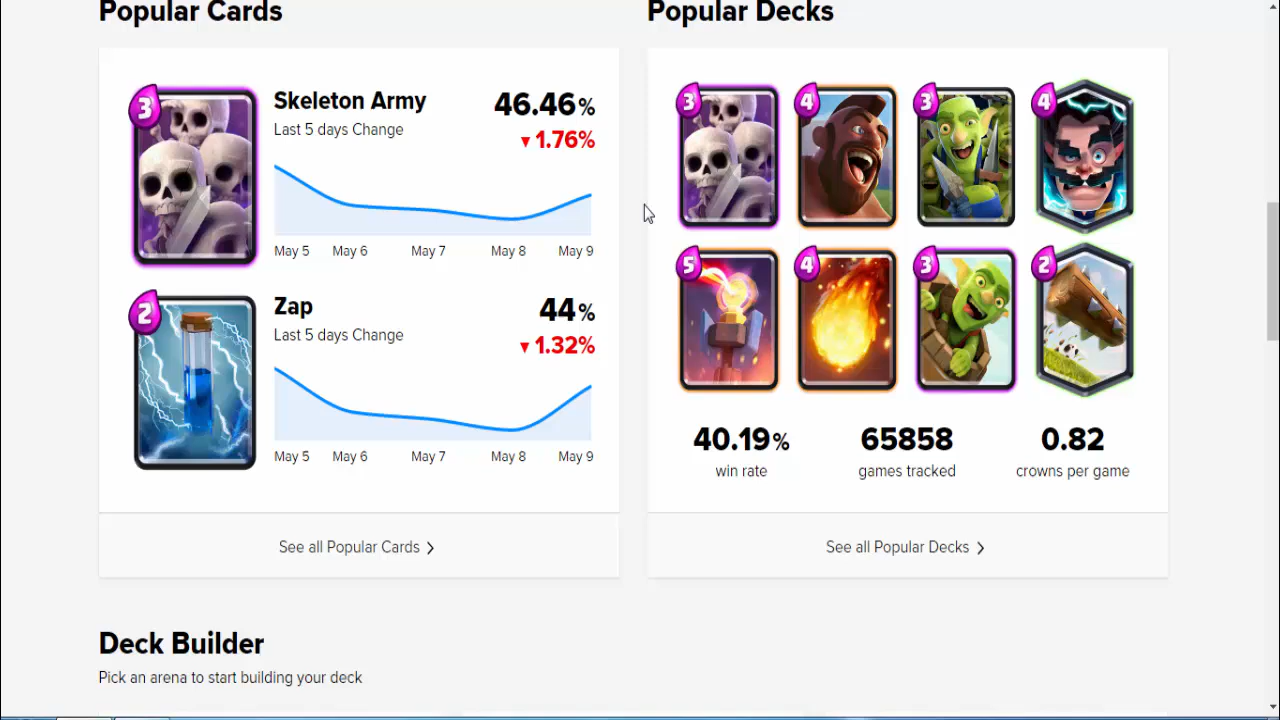 Popular Cards
3
Skeleton Army
Last 5 days Change
46.46%
▼1.76%
May 5 May 6 May 7 May 8 May 9
2
Zap
Last 5 days Change
44%
▼1.32%
May 5 May 6 May 7 May 8 May 9
See all Popular Cards >
Popular Decks
3 4 3 4
5 4 3 2
40.19% 65858 0.82
win rate games tracked crowns per game
See all Popular Decks >
Deck Builder
Pick an arena to start building your deck